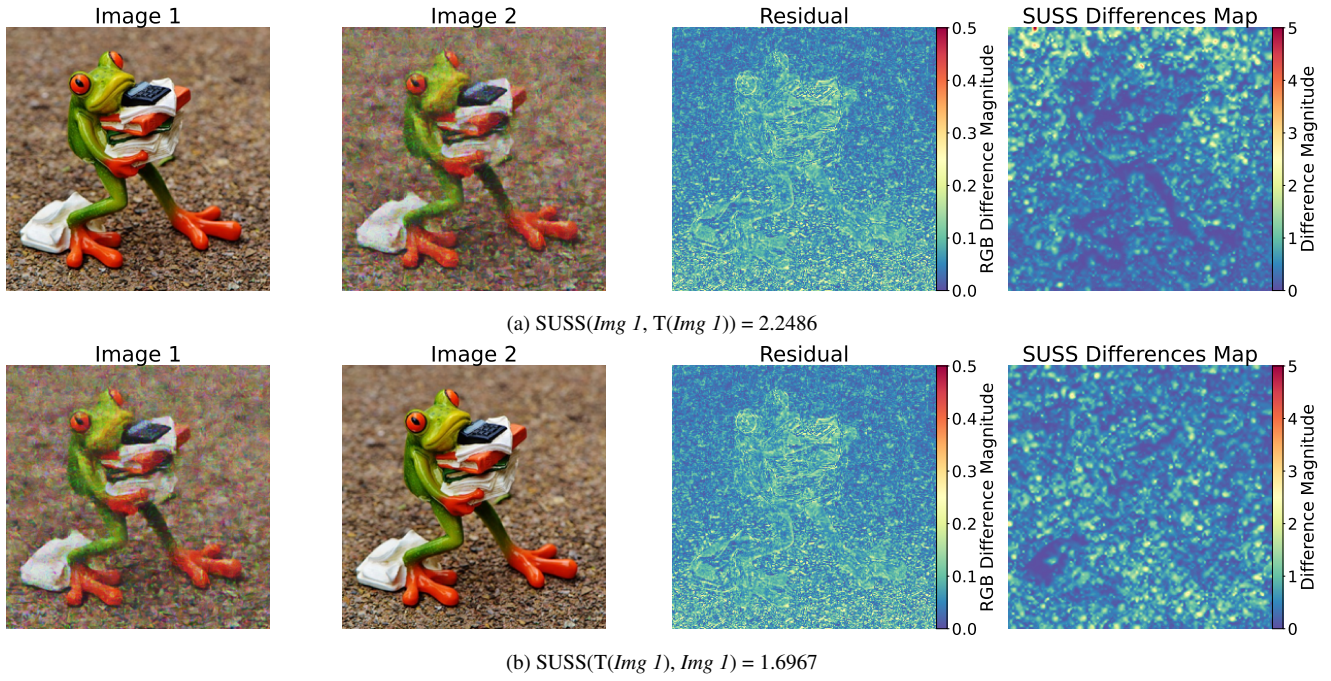 Image 1
Image 2
Residual
SUSS Differences Map
0.5
0.4
0.3
0.2
0.1
0.0
RGB Difference Magnitude
5
4
3
2
1
0
Difference Magnitude
(a) SUSS(Img 1, T(Img 1)) = 2.2486
Image 1
Image 2
Residual
SUSS Differences Map
0.5
0.4
0.3
0.2
0.1
0.0
RGB Difference Magnitude
5
4
3
2
1
0
Difference Magnitude
(b) SUSS(T(Img 1), Img 1) = 1.6967